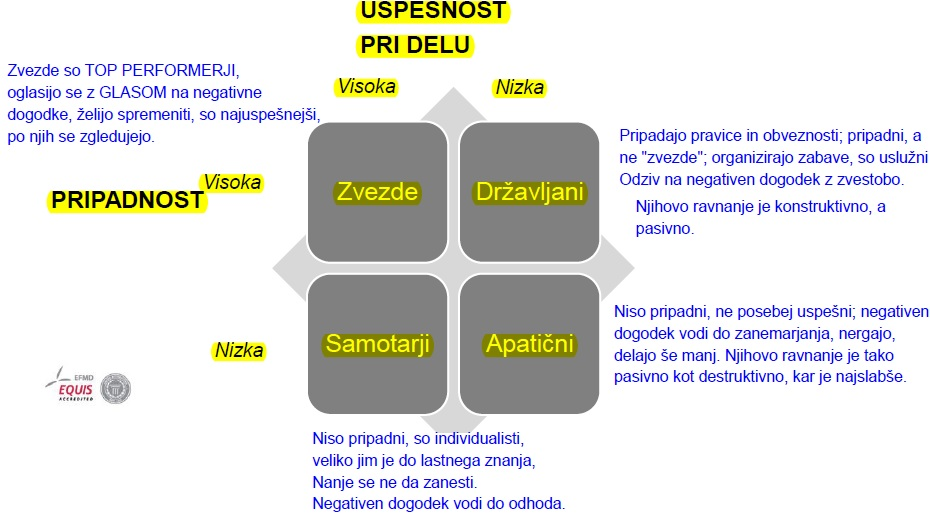 USPEŠNOST
PRI DELU
Visoka
Nizka
Zvezde so TOP PERFORMERJI,
oglasijo se z GLASOM na negativne
dogodke, želijo spremeniti, so najuspešnejši,
po njih se zgledujejo.
Pripadajo pravice in obveznosti; pripadni, a
ne "zvezde"; organizirajo zabave, so uslužni
Odziv na negativen dogodek z zvestobo.
Njihovo ravnanje je konstruktivno, a
pasivno.
PRIPADNOST
Visoka
Zvezde
Državljani
Nizka
Samotarji
Apatični
Niso pripadni, ne posebej uspešni; negativen
dogodek vodi do zanemarjanja, nergajo,
delajo še manj. Njihovo ravnanje je tako
pasivno kot destruktivno, kar je najslabše.
EFMD
EQUIS
ACCREDITED
Niso pripadni, so individualisti,
veliko jim je do lastnega znanja,
Nanje se ne da zanesti.
Negativen dogodek vodi do odhoda.